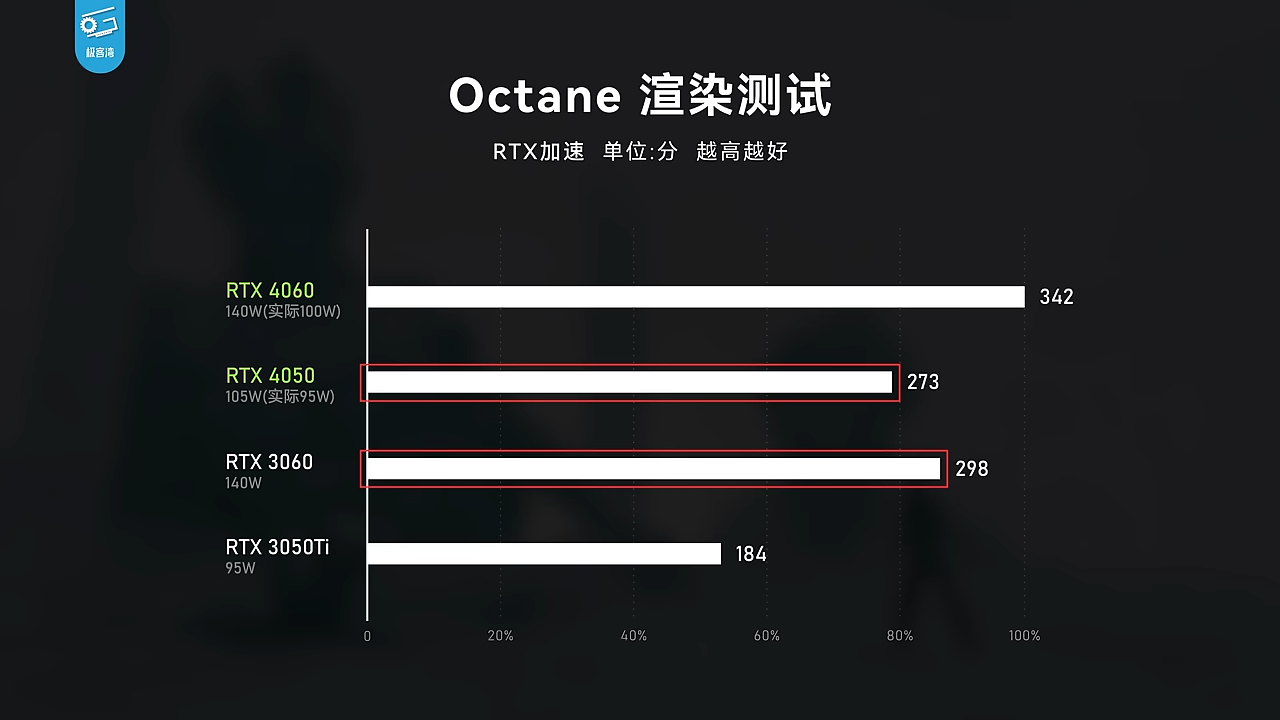 极客湾
Octane 渲染测试
RTX加速 单位:分 越高越好
RTX 4060
140W(实际100W)
342
RTX 4050
105W(实际95W)
273
RTX 3060
140W
298
RTX 3050Ti
95W
184
0 20% 40% 60% 80% 100%